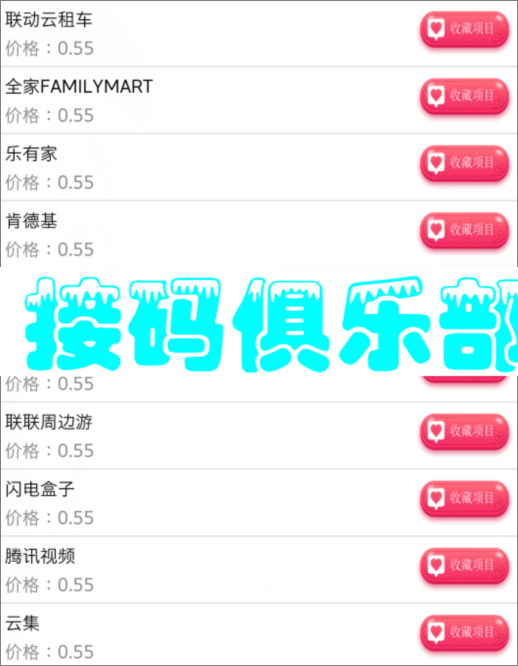 联动云租车
价格：0.55
收藏项目
全家FAMILYMART
价格：0.55
收藏项目
乐有家
价格：0.55
收藏项目
肯德基
价格：0.55
收藏项目
接码俱乐部
价格：0.55
联联周边游
价格：0.55
收藏项目
闪电盒子
价格：0.55
收藏项目
腾讯视频
价格：0.55
收藏项目
云集
价格：0.55
收藏项目